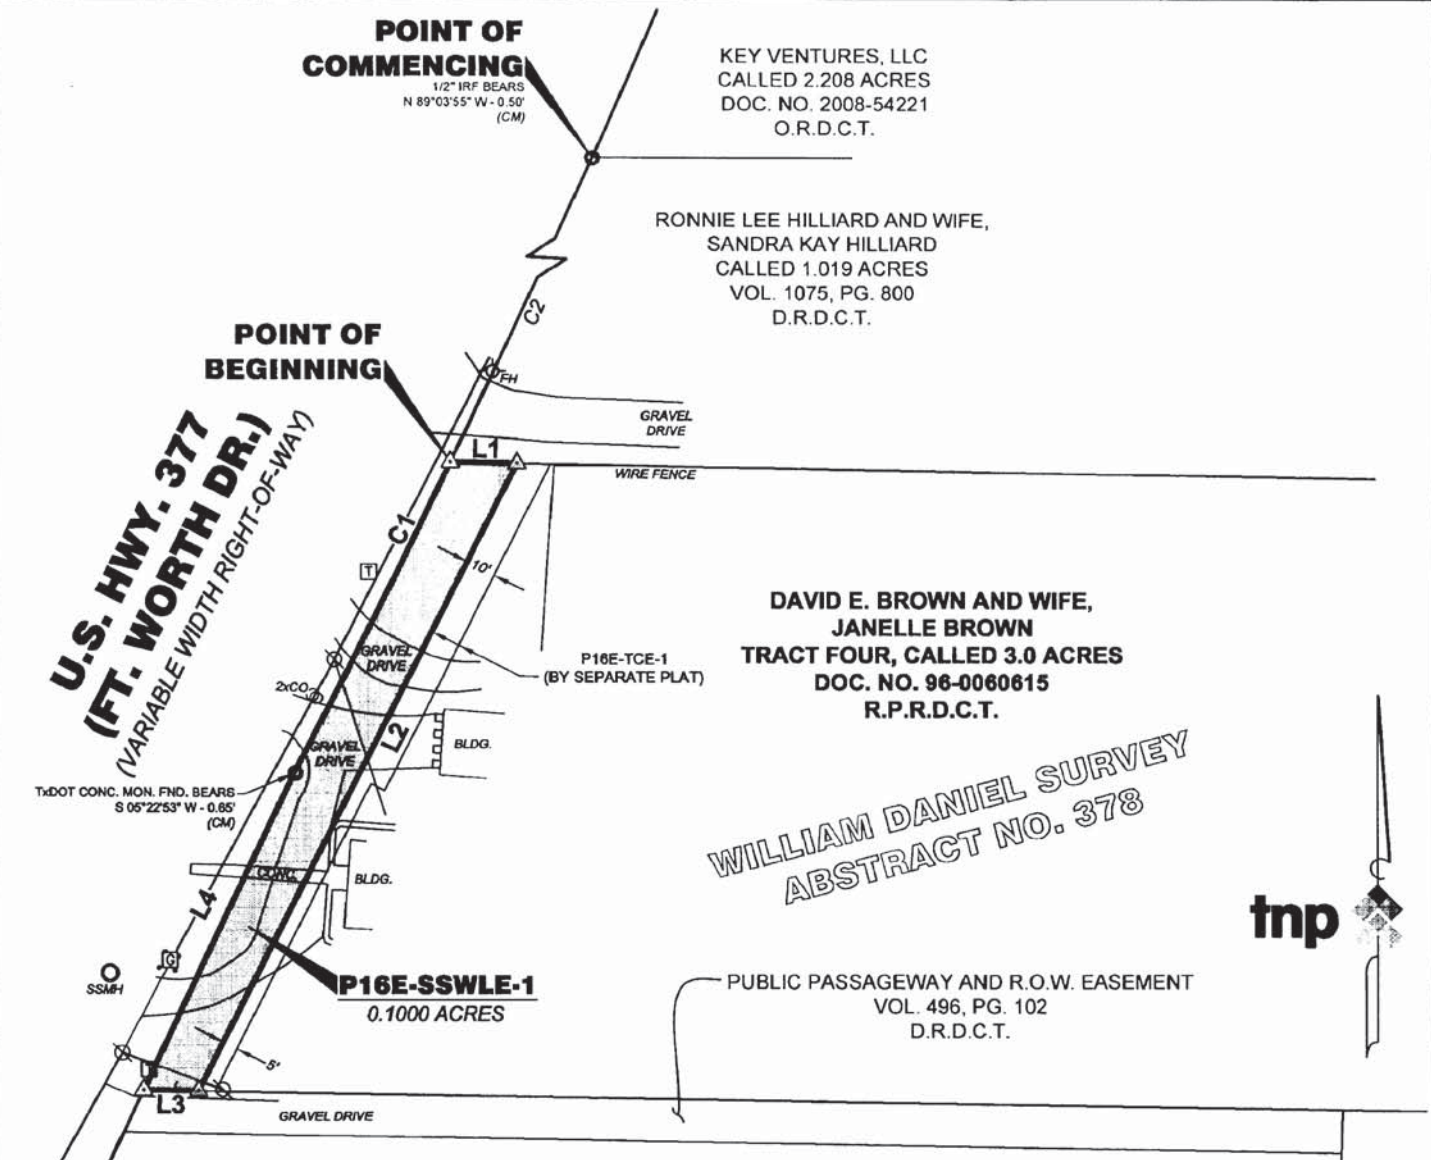 POINT OF
COMMENCING
1/2" IRF BEARS
N 89°03'55" W - 0.50'
(CM)
KEY VENTURES, LLC
CALLED 2.208 ACRES
DOC. NO. 2008-54221
O.R.D.C.T.
RONNIE LEE HILLIARD AND WIFE,
SANDRA KAY HILLIARD
CALLED 1.019 ACRES
VOL. 1075, PG. 800
D.R.D.C.T.
C2
POINT OF
BEGINNING
FH
GRAVEL
DRIVE
L1
WIRE FENCE
U.S. HWY. 377
(FT. WORTH DR.)
(VARIABLE WIDTH RIGHT-OF-WAY)
C1
T
10'
DAVID E. BROWN AND WIFE,
JANELLE BROWN
TRACT FOUR, CALLED 3.0 ACRES
DOC. NO. 96-0060615
R.P.R.D.C.T.
P16E-TCE-1
(BY SEPARATE PLAT)
GRAVEL
DRIVE
2xCO
L2
BLDG.
GRAVEL
DRIVE
TxDOT CONC. MON. FND. BEARS
S 05°22'53" W - 0.65'
(CM)
WILLIAM DANIEL SURVEY
ABSTRACT NO. 378
CONC.
BLDG.
L4
tnp
G
SSMH
P16E-SSWLE-1
0.1000 ACRES
PUBLIC PASSAGEWAY AND R.O.W. EASEMENT
VOL. 496, PG. 102
D.R.D.C.T.
5'
L3
GRAVEL DRIVE